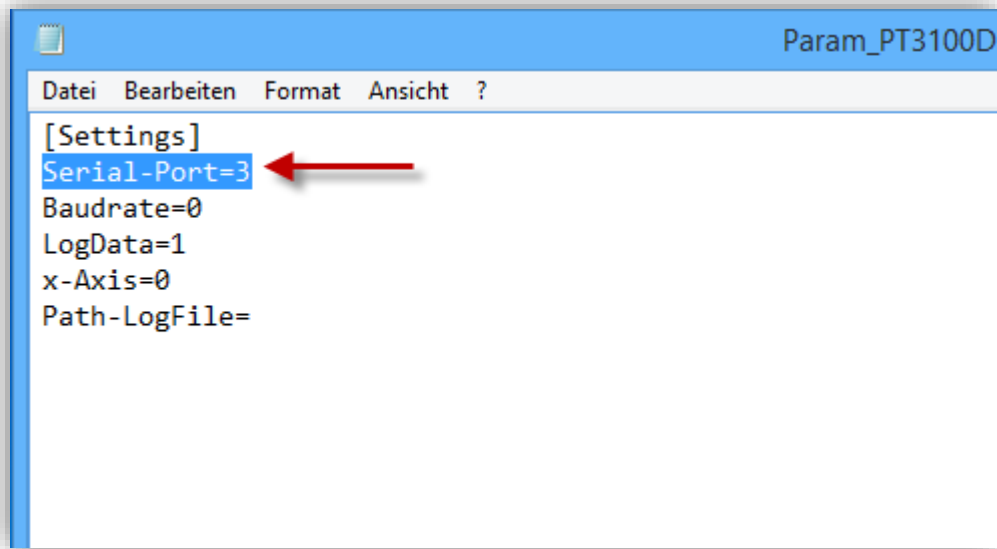 Param_PT3100D
Datei Bearbeiten Format Ansicht ?
[Settings]
Serial-Port=3
Baudrate=0
LogData=1
x-Axis=0
Path-LogFile=